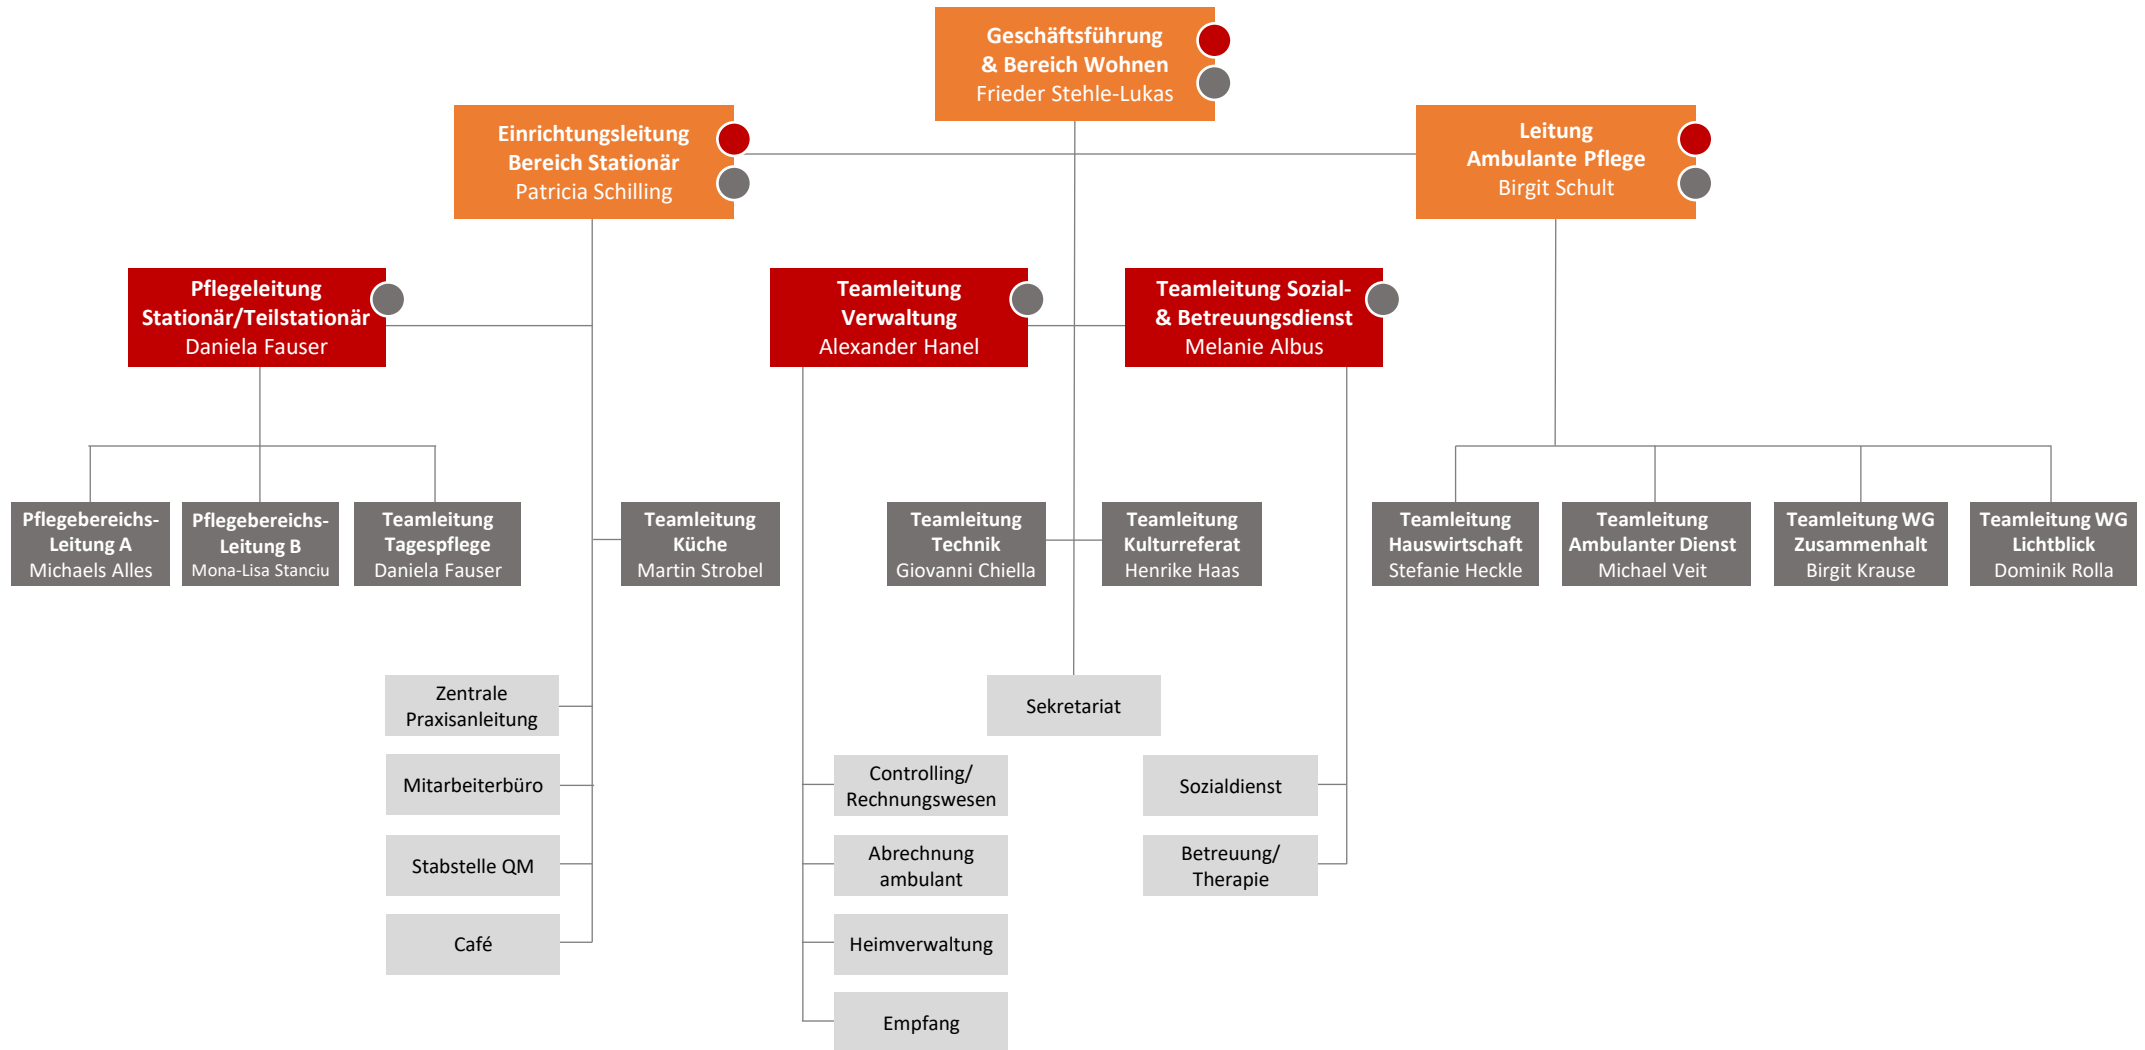 Geschäftsführung
& Bereich Wohnen
Frieder Stehle-Lukas
Einrichtungsleitung
Bereich Stationär
Patricia Schilling
Leitung
Ambulante Pflege
Birgit Schult
Pflegeleitung
Stationär/Teilstationär
Daniela Fauser
Teamleitung
Verwaltung
Alexander Hanel
Teamleitung Sozial-
& Betreuungsdienst
Melanie Albus
Pflegebereichs-
Leitung A
Michaels Alles
Pflegebereichs-
Leitung B
Mona-Lisa Stanciu
Teamleitung
Tagespflege
Daniela Fauser
Teamleitung
Küche
Martin Strobel
Teamleitung
Technik
Giovanni Chiella
Teamleitung
Kulturreferat
Henrike Haas
Teamleitung
Hauswirtschaft
Stefanie Heckle
Teamleitung
Ambulanter Dienst
Michael Veit
Teamleitung WG
Zusammenhalt
Birgit Krause
Teamleitung WG
Lichtblick
Dominik Rolla
Zentrale
Praxisanleitung
Mitarbeiterbüro
Stabstelle QM
Café
Sekretariat
Controlling/
Rechnungswesen
Abrechnung
ambulant
Heimverwaltung
Empfang
Sozialdienst
Betreuung/
Therapie